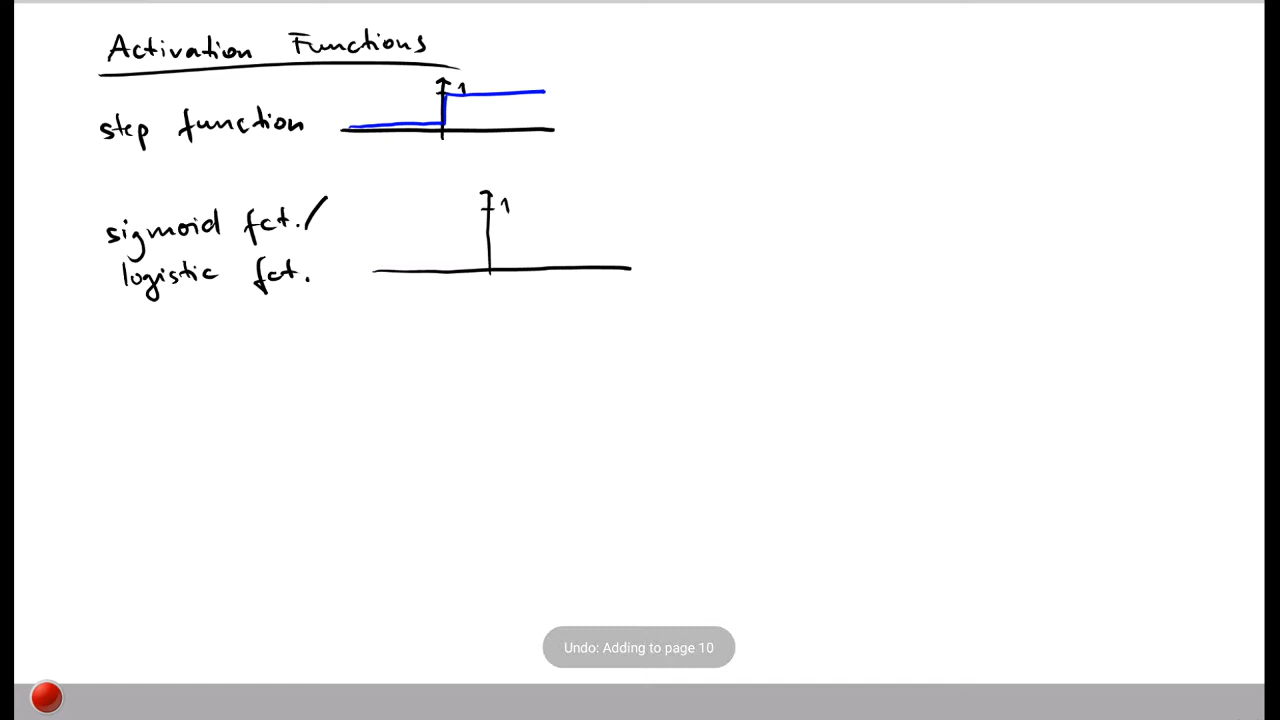 Activation Functions
1
step function
1
sigmoid fct./
logistic fct.
Undo: Adding to page 10